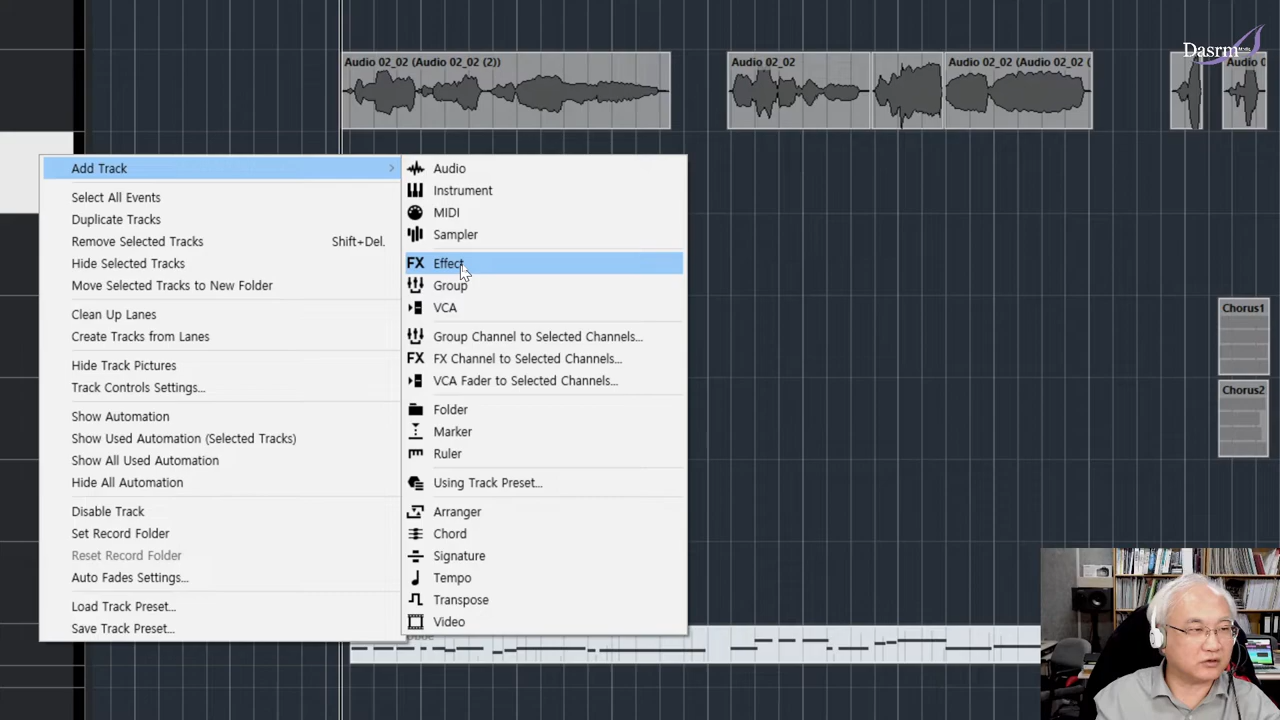 Dasrm
Audio 02_02 (Audio 02_02 (2))
Audio 02_02
Audio 02_02 (Audio 02_02 (
Audio 0
Add Track
Select All Events
Duplicate Tracks
Remove Selected Tracks Shift+Del.
Hide Selected Tracks
Move Selected Tracks to New Folder
Clean Up Lanes
Create Tracks from Lanes
Hide Track Pictures
Track Controls Settings...
Show Automation
Show Used Automation (Selected Tracks)
Show All Used Automation
Hide All Automation
Disable Track
Set Record Folder
Reset Record Folder
Auto Fades Settings...
Load Track Preset...
Save Track Preset...
Audio
Instrument
MIDI
Sampler
FX Effect
Group
VCA
Group Channel to Selected Channels...
FX FX Channel to Selected Channels...
VCA Fader to Selected Channels...
Folder
Marker
Ruler
Using Track Preset...
Arranger
Chord
Signature
Tempo
Transpose
Video
Chorus1
Chorus2